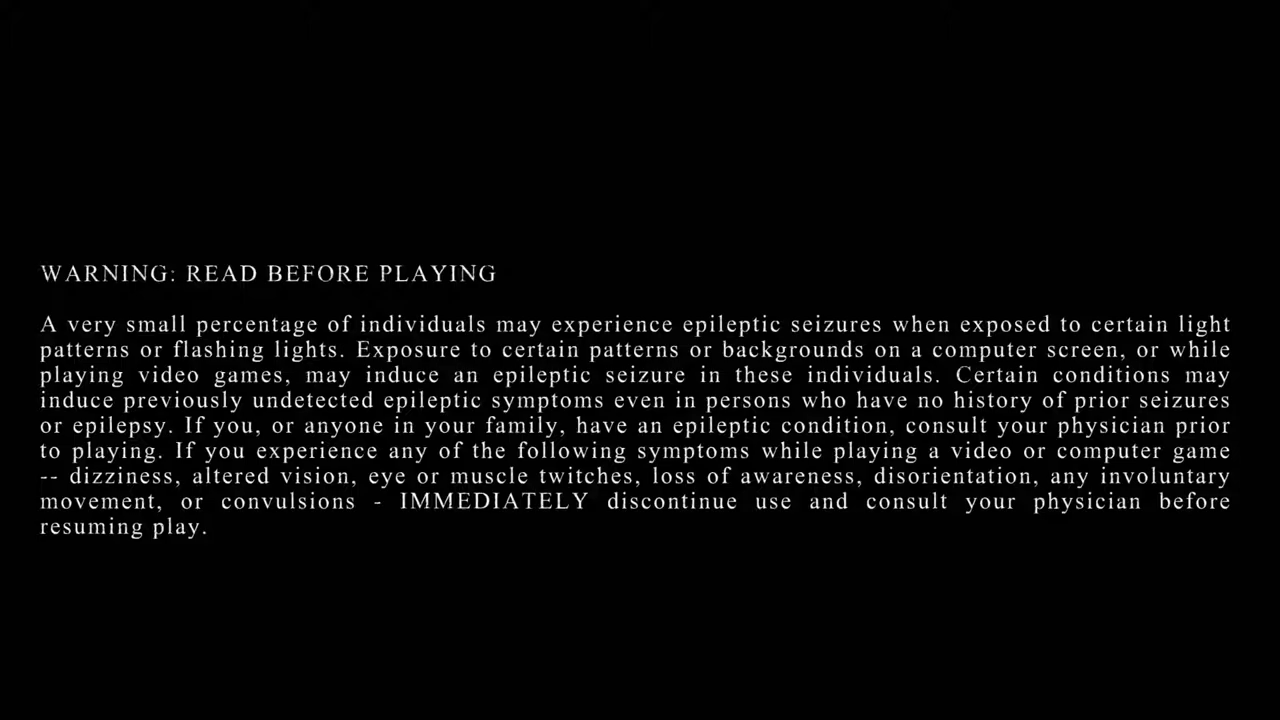 WARNING: READ BEFORE PLAYING
A very small percentage of individuals may experience epileptic seizures when exposed to certain light
patterns or flashing lights. Exposure to certain patterns or backgrounds on a computer screen, or while
playing video games, may induce an epileptic seizure in these individuals. Certain conditions may
induce previously undetected epileptic symptoms even in persons who have no history of prior seizures
or epilepsy. If you, or anyone in your family, have an epileptic condition, consult your physician prior
to playing. If you experience any of the following symptoms while playing a video or computer game
-- dizziness, altered vision, eye or muscle twitches, loss of awareness, disorientation, any involuntary
movement, or convulsions - IMMEDIATELY discontinue use and consult your physician before
resuming play.